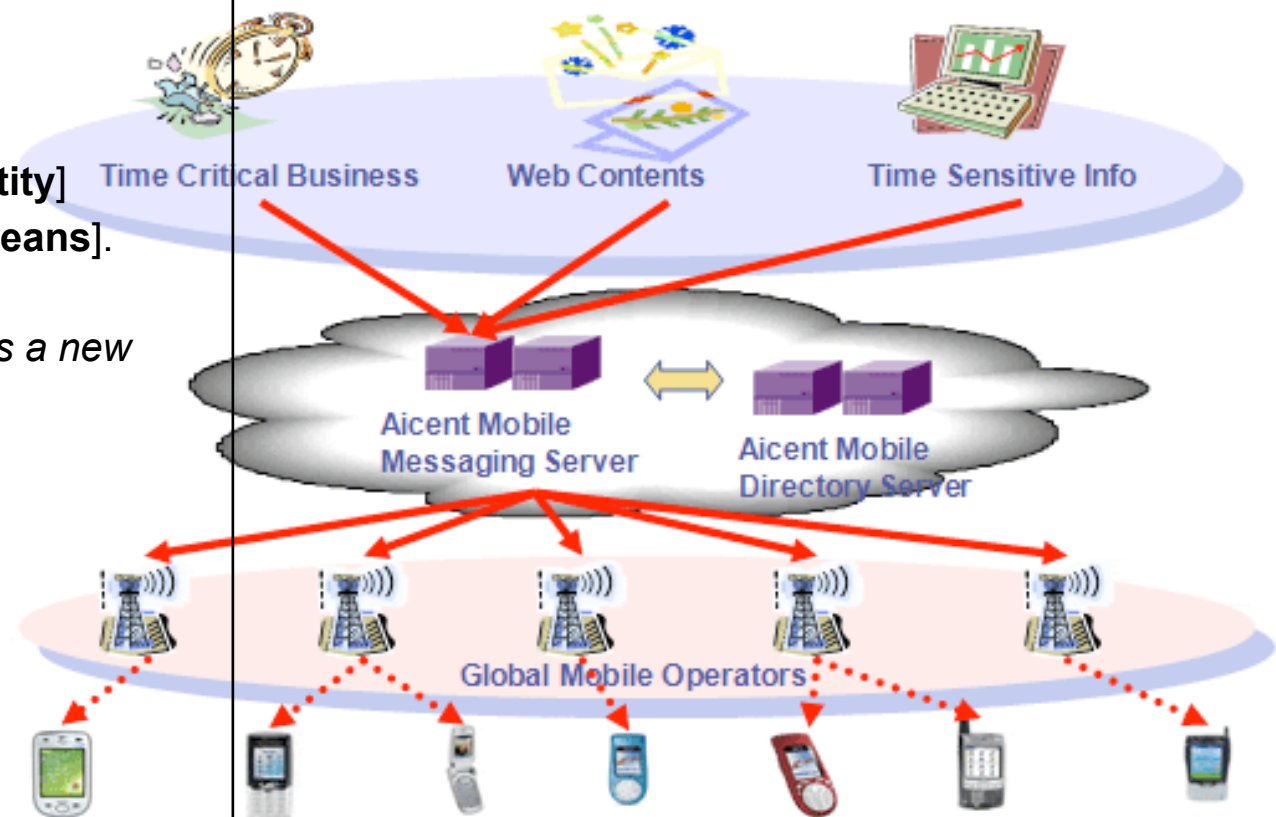 tity]
eans].
s a new
Time Critical Business
Web Contents
Time Sensitive Info
Aicent Mobile
Messaging Server
Aicent Mobile
Directory Server
Global Mobile Operators